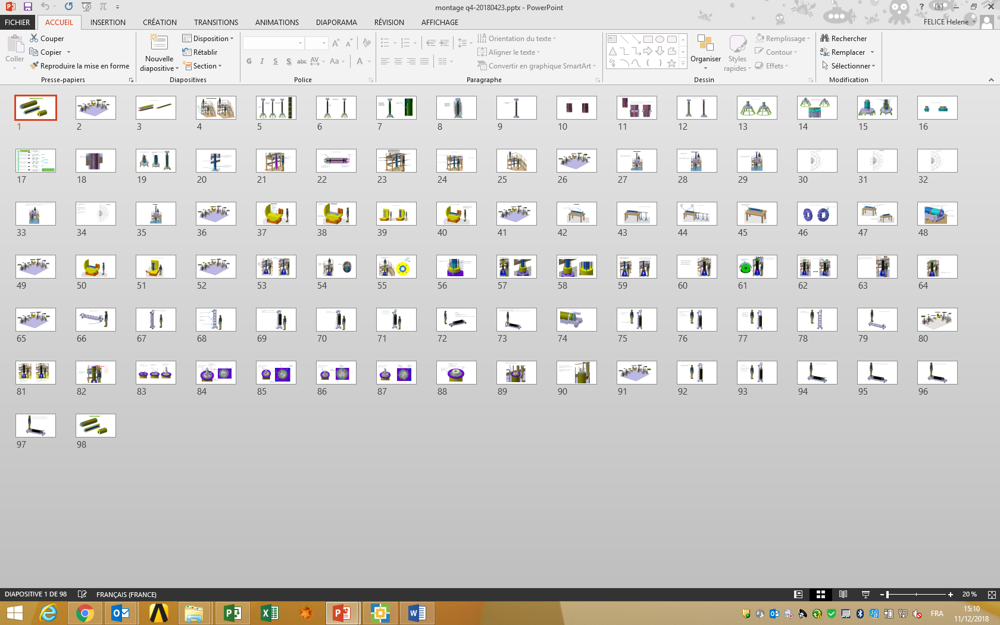 montage q4-20180423.pptx - PowerPoint
FICHIER ACCUEIL INSERTION CRÉATION TRANSITIONS ANIMATIONS DIAPORAMA RÉVISION AFFICHAGE FELICE Helene
Coller
Couper
Copier
Reproduire la mise en forme
Presse-papiers
Nouvelle
diapositive
Disposition
Rétablir
Section
Diapositives
G I S S abc AV Aa A
Police
Orientation du texte
Aligner le texte
Convertir en graphique SmartArt
Paragraphe
Organiser
Styles
rapides
Remplissage
Contour
Effets
Dessin
Rechercher
Remplacer
Sélectionner
Modification
1 2 3 4 5 6 7 8 9 10 11 12 13 14 15 16
17 18 19 20 21 22 23 24 25 26 27 28 29 30 31 32
33 34 35 36 37 38 39 40 41 42 43 44 45 46 47 48
49 50 51 52 53 54 55 56 57 58 59 60 61 62 63 64
65 66 67 68 69 70 71 72 73 74 75 76 77 78 79 80
81 82 83 84 85 86 87 88 89 90 91 92 93 94 95 96
97 98
DIAPOSITIVE 1 DE 98 FRANÇAIS (FRANCE) 20 %
FRA
15:10
11/12/2018